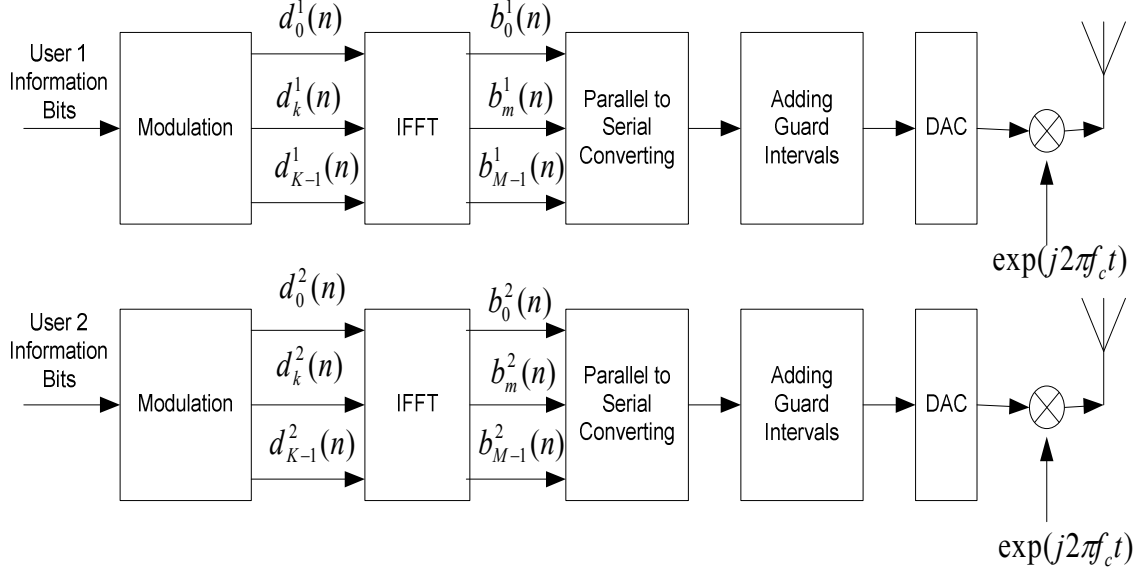 User 1
Information
Bits
Modulation
d_0^1(n)
d_k^1(n)
d_{K-1}^1(n)
IFFT
b_0^1(n)
b_m^1(n)
b_{M-1}^1(n)
Parallel to
Serial
Converting
Adding
Guard
Intervals
DAC
exp(j2πf_ct)
User 2
Information
Bits
Modulation
d_0^2(n)
d_k^2(n)
d_{K-1}^2(n)
IFFT
b_0^2(n)
b_m^2(n)
b_{M-1}^2(n)
Parallel to
Serial
Converting
Adding
Guard
Intervals
DAC
exp(j2πf_ct)